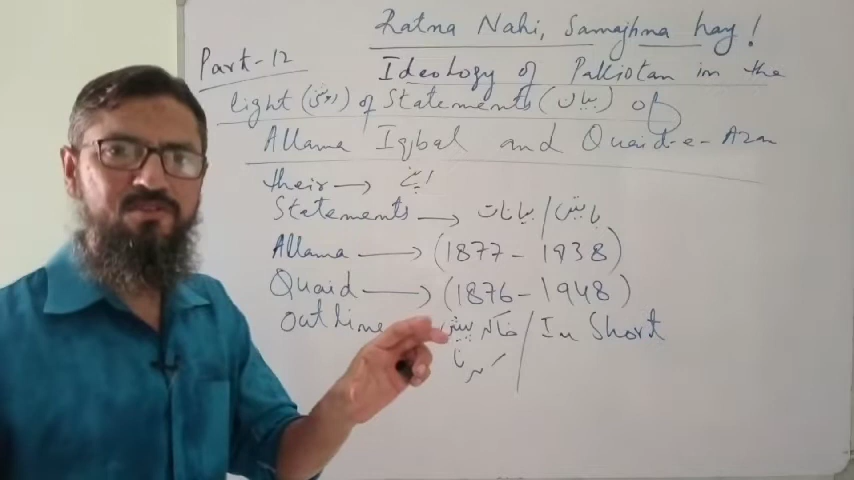 Ratna Nahi, Samajhna hay!
Part-12
Ideology of Pakistan in the
light (روشنی) of Statements (بیان) of
Allama Iqbal and Quaid-e-Azam
their → اپنے
Statements → بیانات / باتیں
Allama → (1877 - 1938)
Quaid → (1876 - 1948)
Outline خاکہ پیش / In Short
کرنا